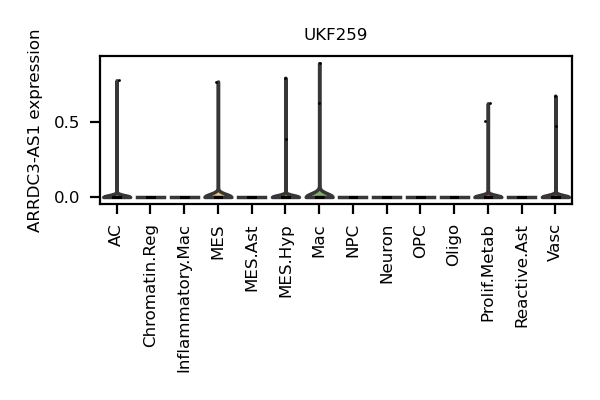 UKF259
ARRDC3-AS1 expression
0.5
0.0
AC
Chromatin.Reg
Inflammatory.Mac
MES
MES.Ast
MES.Hyp
Mac
NPC
Neuron
OPC
Oligo
Prolif.Metab
Reactive.Ast
Vasc